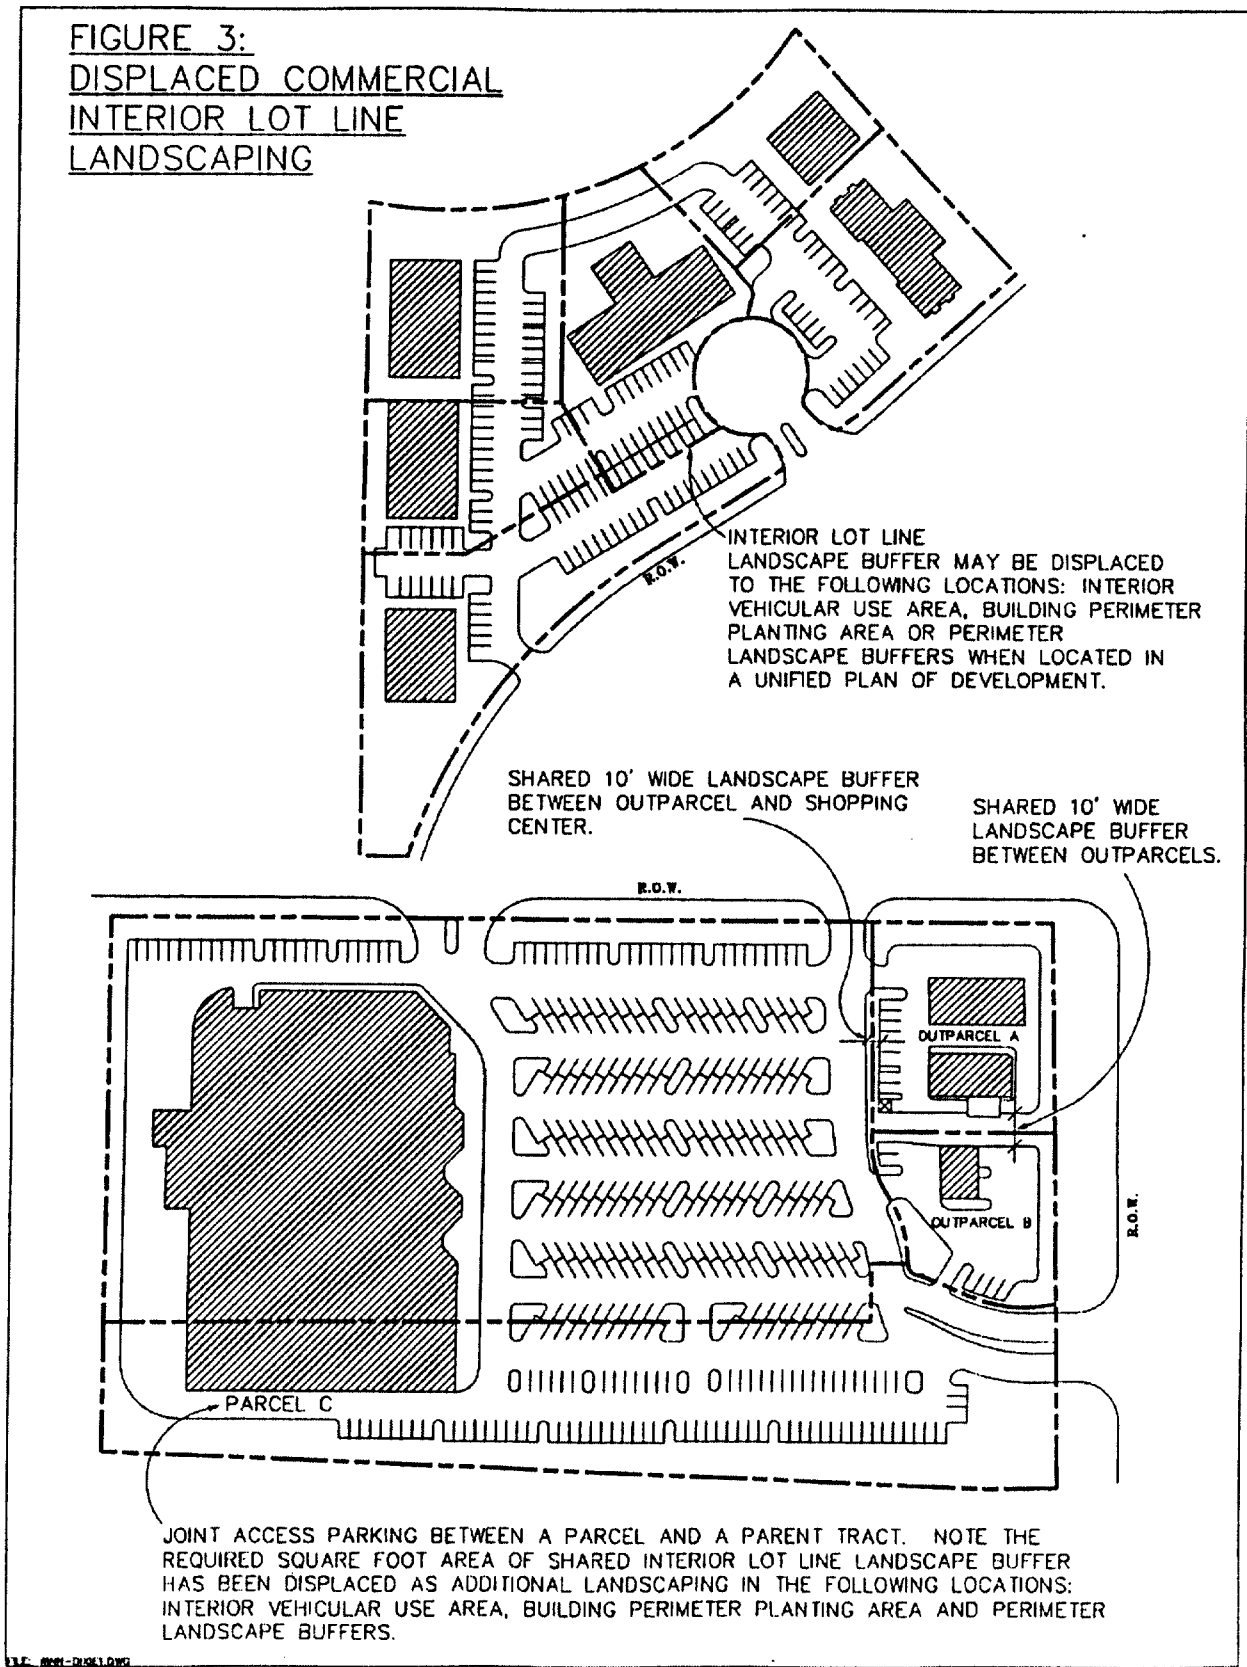 FIGURE 3:
DISPLACED COMMERCIAL
INTERIOR LOT LINE
LANDSCAPING
INTERIOR LOT LINE
LANDSCAPE BUFFER MAY BE DISPLACED
TO THE FOLLOWING LOCATIONS: INTERIOR
VEHICULAR USE AREA, BUILDING PERIMETER
PLANTING AREA OR PERIMETER
LANDSCAPE BUFFERS WHEN LOCATED IN
A UNIFIED PLAN OF DEVELOPMENT.
R.O.W.
SHARED 10' WIDE LANDSCAPE BUFFER
BETWEEN OUTPARCEL AND SHOPPING
CENTER.
SHARED 10' WIDE
LANDSCAPE BUFFER
BETWEEN OUTPARCELS.
R.O.W.
OUTPARCEL A
OUTPARCEL B
R.O.W.
PARCEL C
JOINT ACCESS PARKING BETWEEN A PARCEL AND A PARENT TRACT. NOTE THE
REQUIRED SQUARE FOOT AREA OF SHARED INTERIOR LOT LINE LANDSCAPE BUFFER
HAS BEEN DISPLACED AS ADDITIONAL LANDSCAPING IN THE FOLLOWING LOCATIONS:
INTERIOR VEHICULAR USE AREA, BUILDING PERIMETER PLANTING AREA AND PERIMETER
LANDSCAPE BUFFERS.